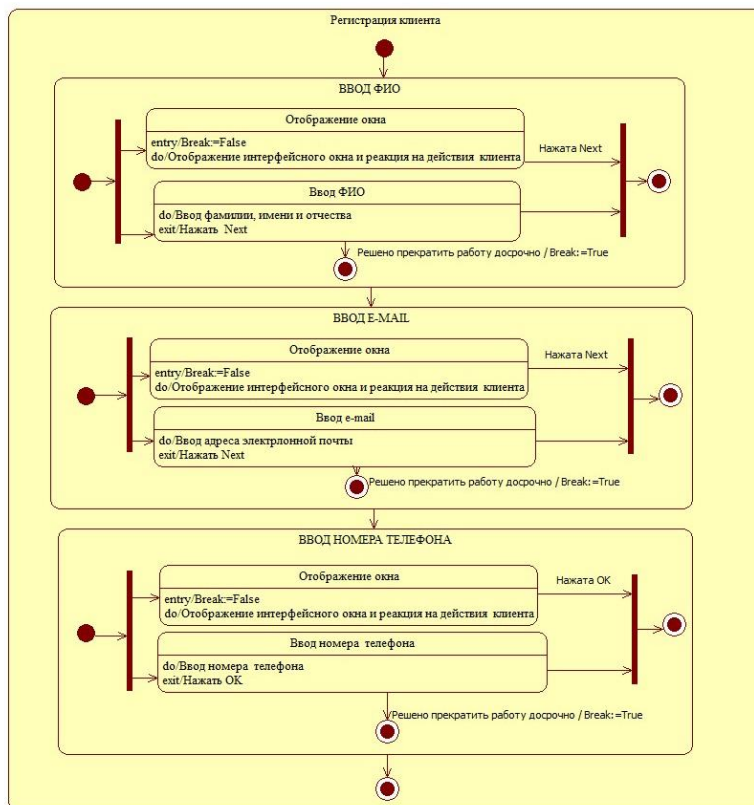 Регистрация клиента
ВВОД ФИО
Отображение окна
entry/Break:=False
do/Отображение интерфейсного окна и реакция на действия клиента
Нажата Next
Ввод ФИО
do/Ввод фамилии, имени и отчества
exit/Нажать Next
Решено прекратить работу досрочно / Break:=True
ВВОД E-MAIL
Отображение окна
entry/Break:=False
do/Отображение интерфейсного окна и реакция на действия клиента
Нажата Next
Ввод e-mail
do/Ввод адреса электрлонной почты
exit/Нажать Next
Решено прекратить работу досрочно / Break:=True
ВВОД НОМЕРА ТЕЛЕФОНА
Отображение окна
entry/Break:=False
do/Отображение интерфейсного окна и реакция на действия клиента
Нажата OK
Ввод номера телефона
do/Ввод номера телефона
exit/Нажать OK
Решено прекратить работу досрочно / Break:=True